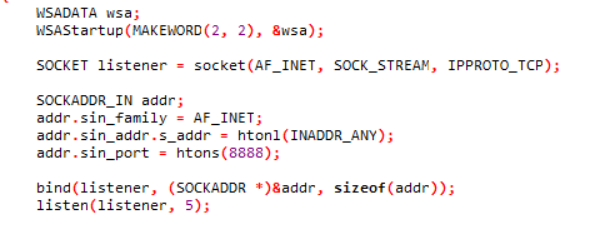 WSADATA wsa;
WSAStartup(MAKEWORD(2, 2), &wsa);
SOCKET listener = socket(AF_INET, SOCK_STREAM, IPPROTO_TCP);
SOCKADDR_IN addr;
addr.sin_family = AF_INET;
addr.sin_addr.s_addr = htonl(INADDR_ANY);
addr.sin_port = htons(8888);
bind(listener, (SOCKADDR *)&addr, sizeof(addr));
listen(listener, 5);